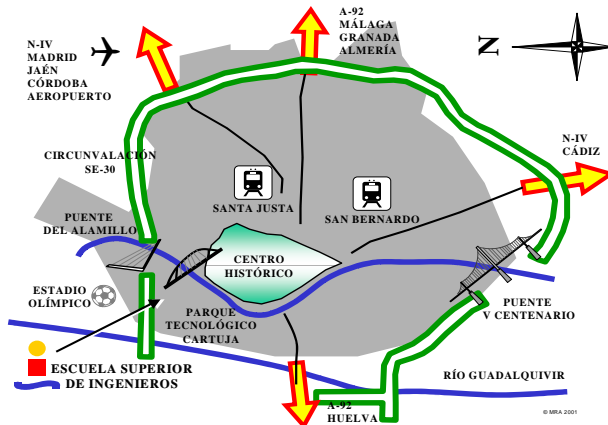 N-IV
MADRID
JAÉN
CÓRDOBA
AEROPUERTO
A-92
MÁLAGA
GRANADA
ALMERÍA
N
N-IV
CÁDIZ
CIRCUNVALACIÓN
SE-30
SANTA JUSTA
SAN BERNARDO
PUENTE
DEL ALAMILLO
CENTRO
HISTÓRICO
ESTADIO
OLÍMPICO
PARQUE
TECNOLÓGICO
CARTUJA
PUENTE
V CENTENARIO
ESCUELA SUPERIOR
DE INGENIEROS
RÍO GUADALQUIVIR
A-92
HUELVA
© MRA 2001